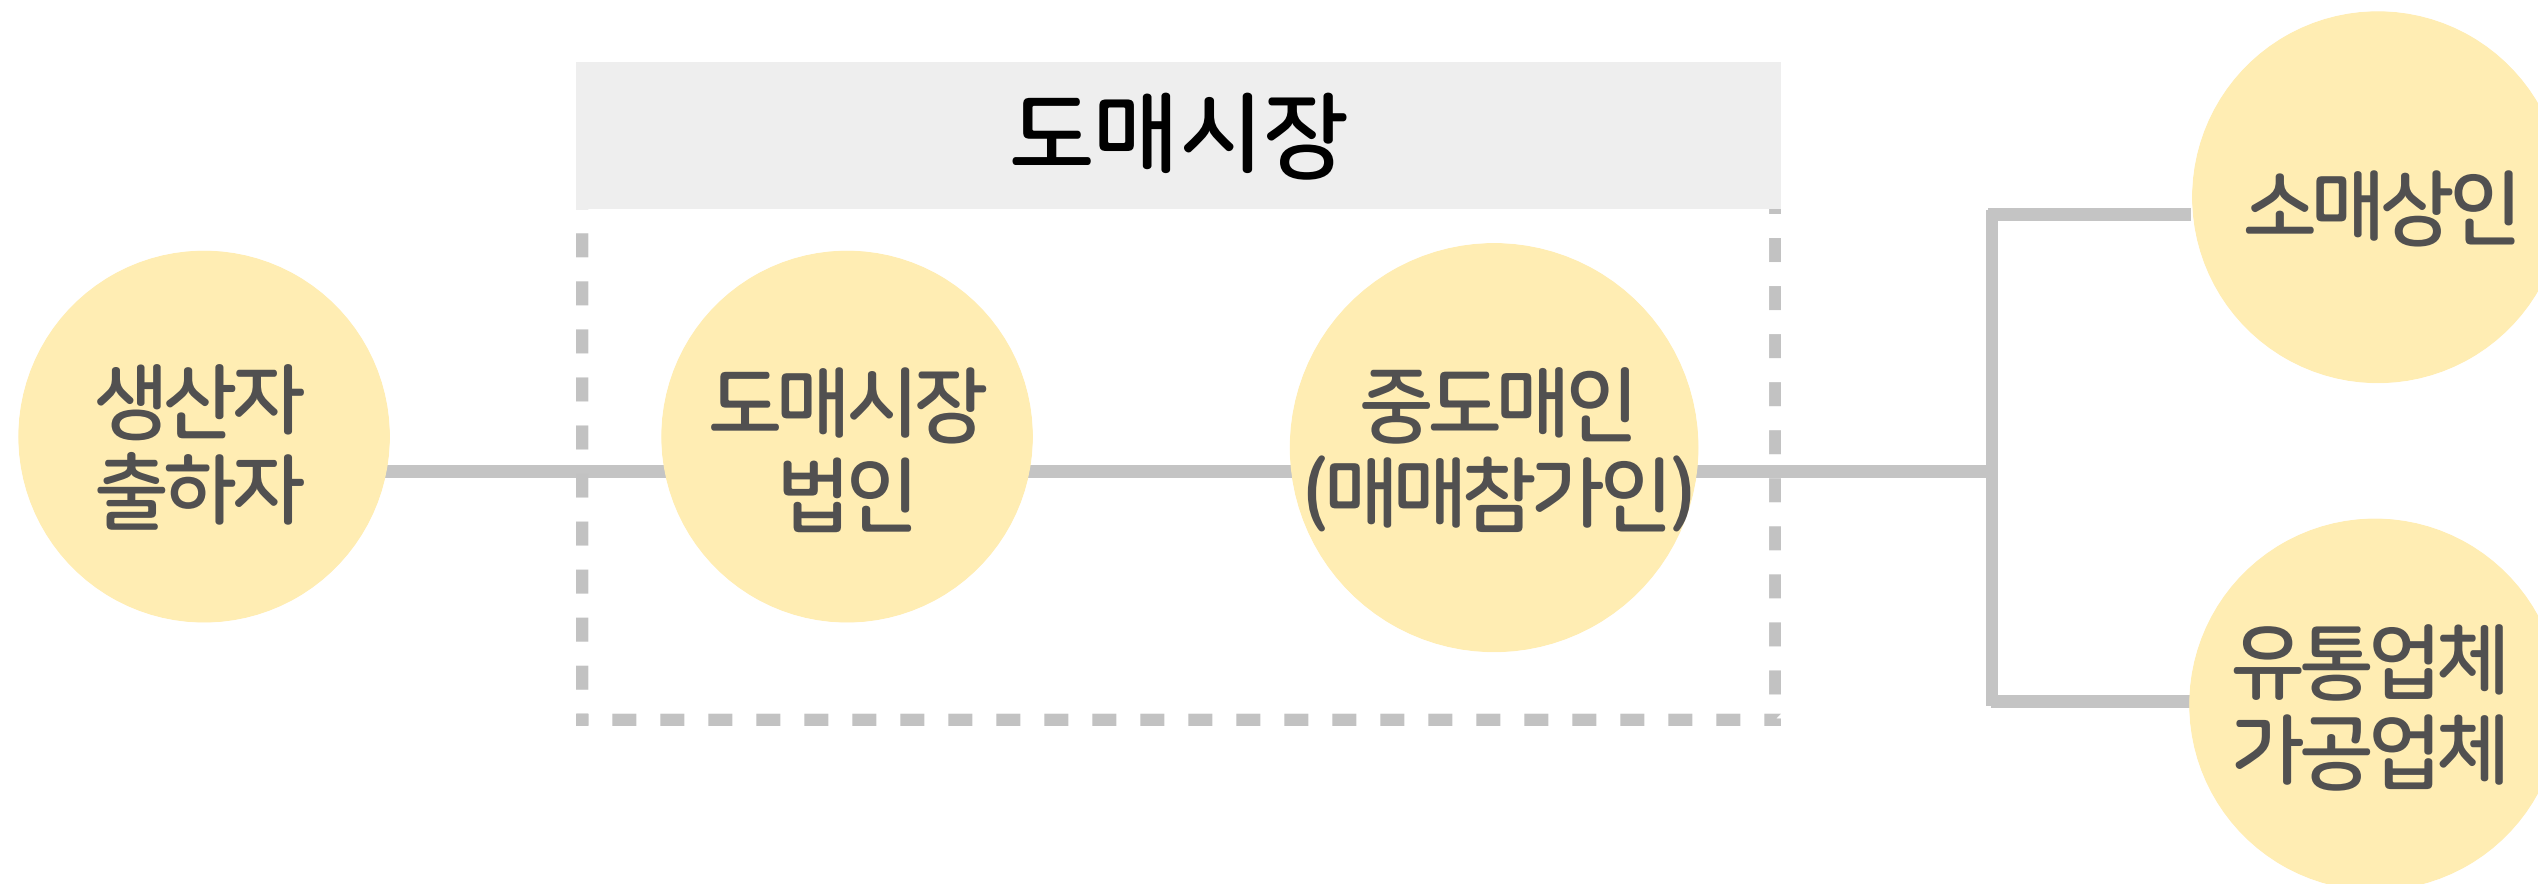 도매시장
생산자
출하자
도매시장
법인
중도매인
(매매참가인)
소매상인
유통업체
가공업체